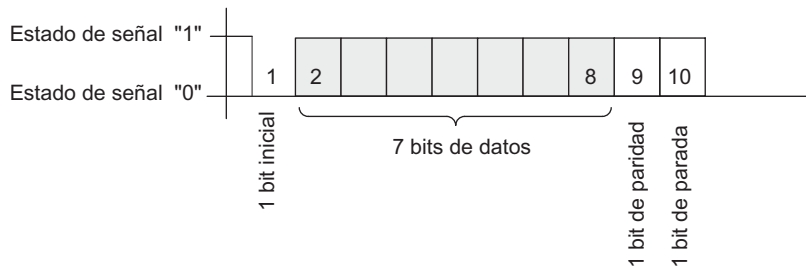 Estado de señal "1"
Estado de señal "0"
1
2
8
9
10
7 bits de datos
1 bit inicial
1 bit de paridad
1 bit de parada